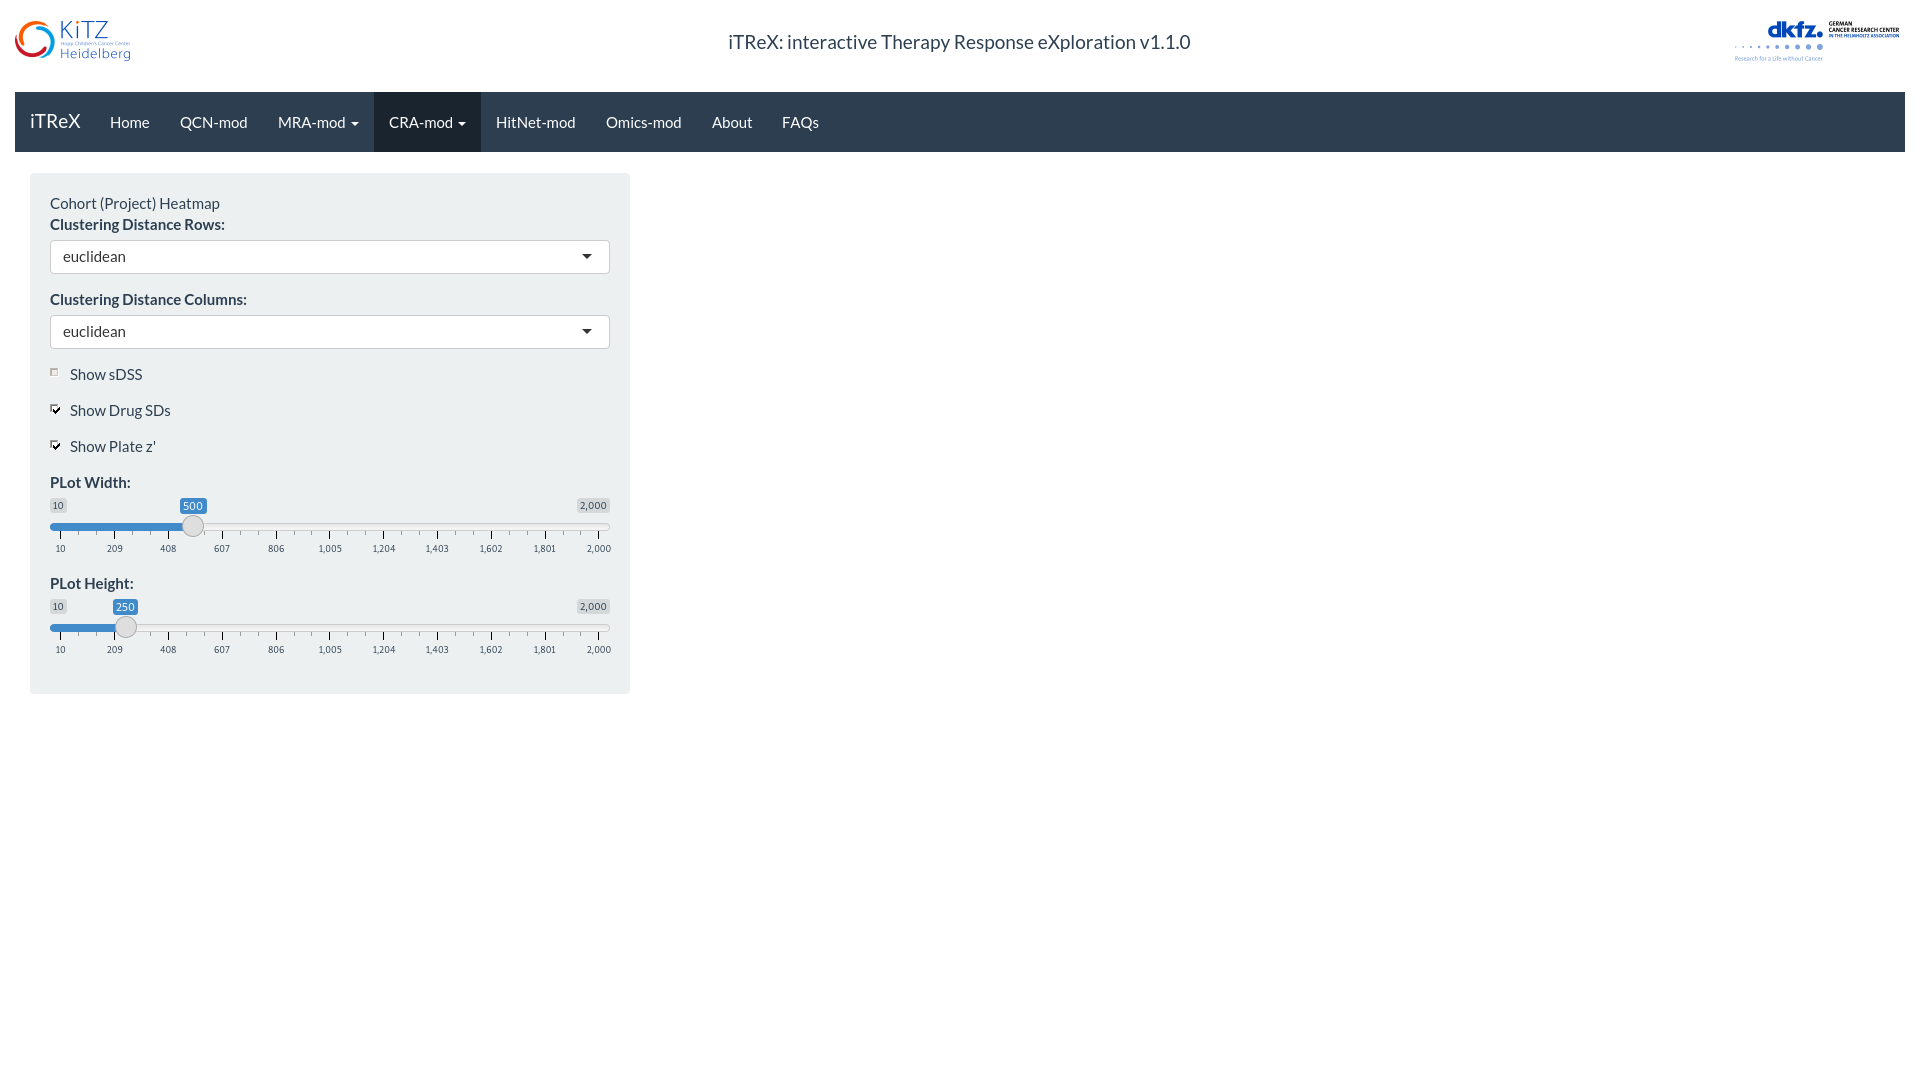 KiTZ
Hopp Children's Cancer Center
Heidelberg
iTReX: interactive Therapy Response eXploration v1.1.0
dkfz.
GERMAN
CANCER RESEARCH CENTER
IN THE HELMHOLTZ ASSOCIATION
Research for a Life without Cancer
iTReX Home QCN-mod MRA-mod CRA-mod HitNet-mod Omics-mod About FAQs
Cohort (Project) Heatmap
Clustering Distance Rows:
euclidean
Clustering Distance Columns:
euclidean
Show sDSS
Show Drug SDs
Show Plate z'
PLot Width:
10 500 2,000
10 209 408 607 806 1,005 1,204 1,403 1,602 1,801 2,000
PLot Height:
10 250 2,000
10 209 408 607 806 1,005 1,204 1,403 1,602 1,801 2,000